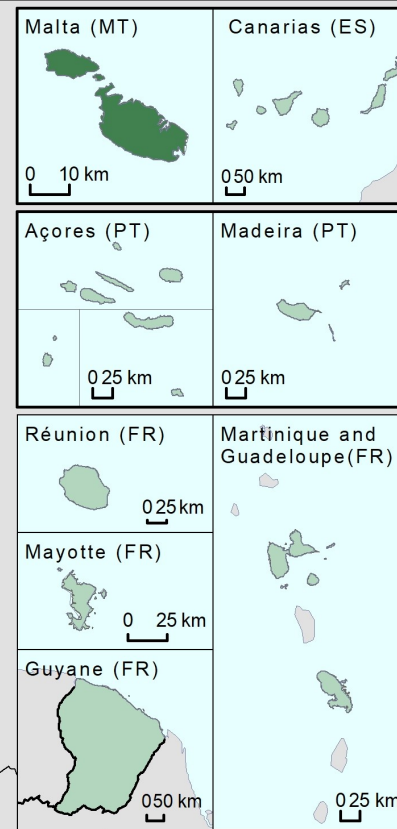 Malta (MT)
0 10 km
Canarias (ES)
0 50 km
Açores (PT)
0 25 km
Madeira (PT)
0 25 km
Réunion (FR)
0 25 km
Mayotte (FR)
0 25 km
Guyane (FR)
0 50 km
Martinique and
Guadeloupe(FR)
0 25 km